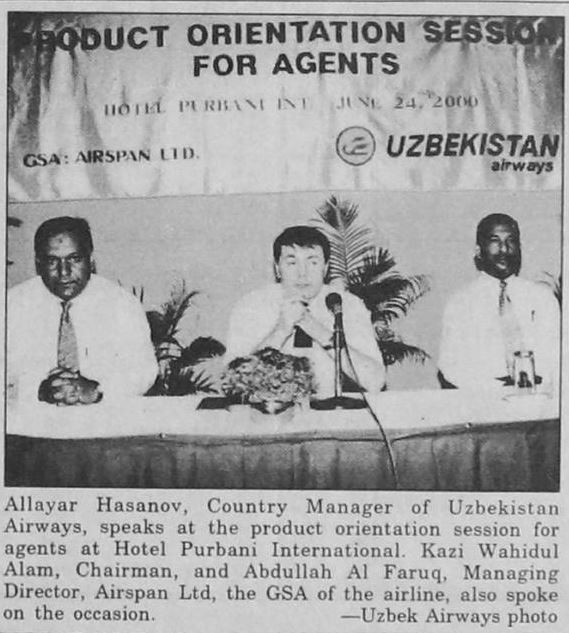 PRODUCT ORIENTATION SESSION
FOR AGENTS
HOTEL PURBANI INT. JUNE 24, 2000
GSA: AIRSPAN LTD.
UZBEKISTAN
airways
Allayar Hasanov, Country Manager of Uzbekistan
Airways, speaks at the product orientation session for
agents at Hotel Purbani International. Kazi Wahidul
Alam, Chairman, and Abdullah Al Faruq, Managing
Director, Airspan Ltd, the GSA of the airline, also spoke
on the occasion. —Uzbek Airways photo